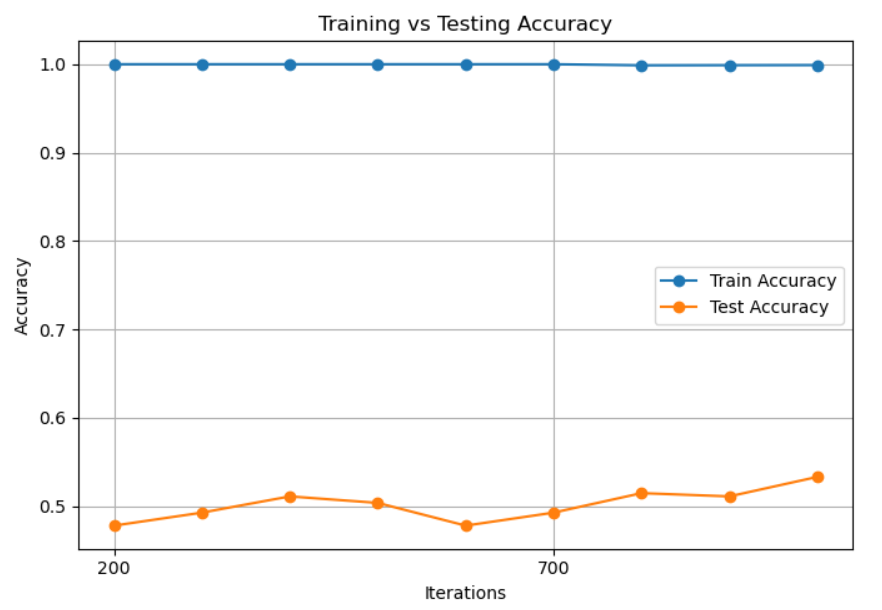 Training vs Testing Accuracy
1.0
0.9
0.8
0.7
0.6
0.5
Accuracy
Train Accuracy
Test Accuracy
200
700
Iterations